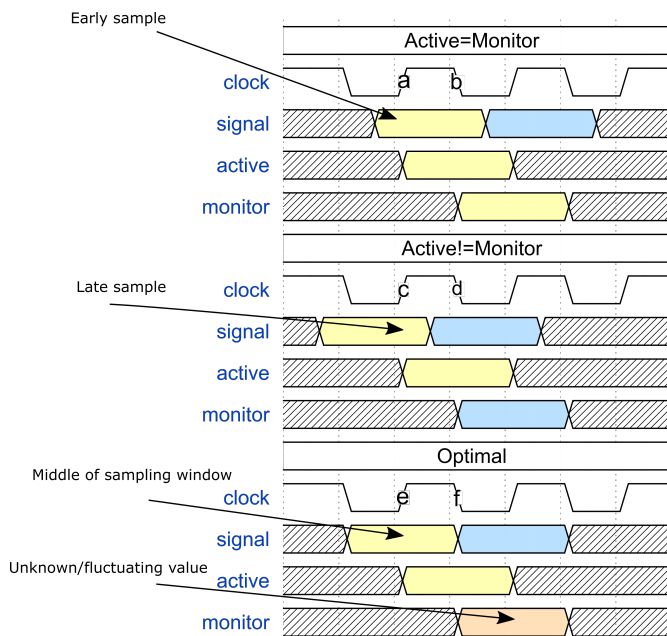 Early sample
Active=Monitor
clock a b
signal
active
monitor
Active!=Monitor
Late sample
clock c d
signal
active
monitor
Optimal
Middle of sampling window
clock e f
signal
Unknown/fluctuating value
active
monitor